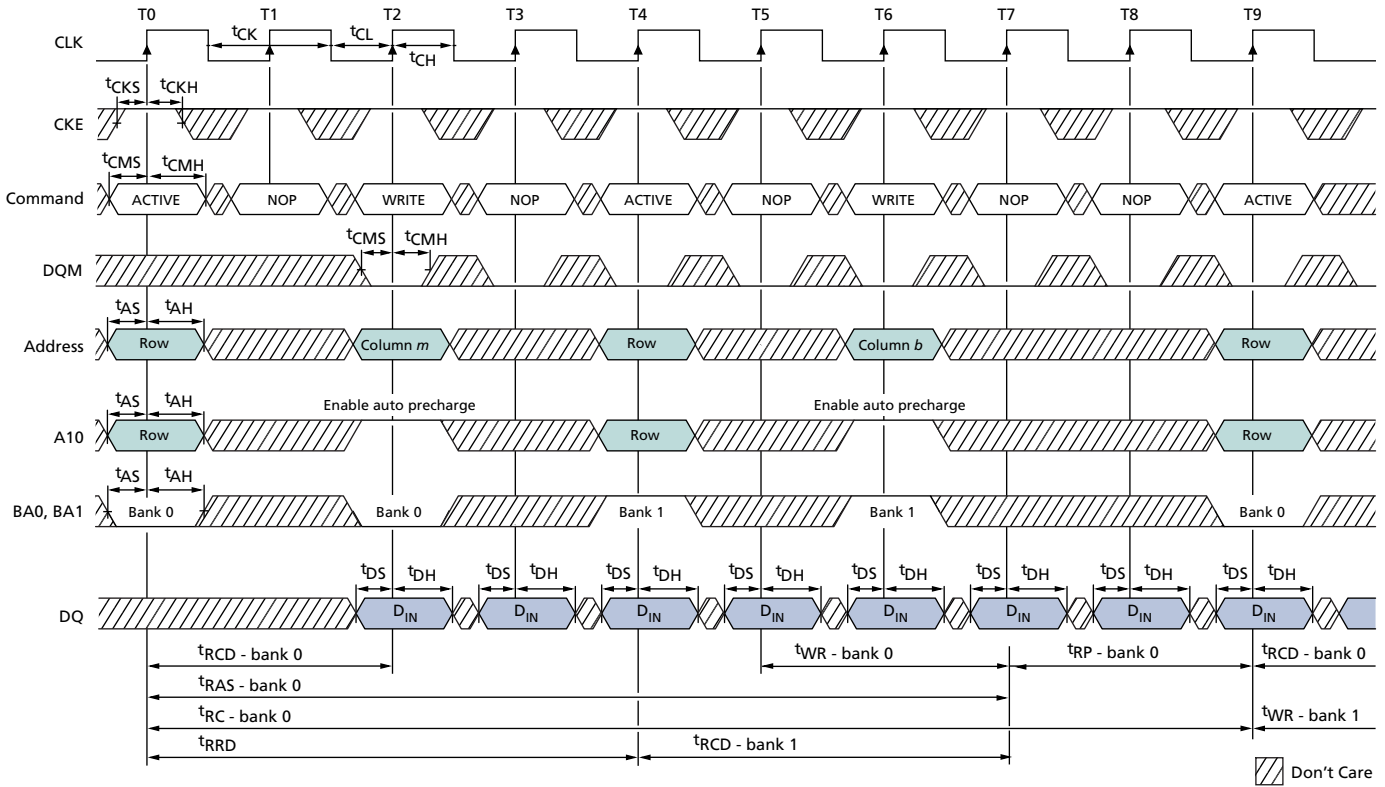 T0 T1 T2 T3 T4 T5 T6 T7 T8 T9
CLK tCK tCL tCH
tCKS tCKH
CKE
tCMS tCMH
Command ACTIVE NOP WRITE NOP ACTIVE NOP WRITE NOP NOP ACTIVE
tCMS tCMH
DQM
tAS tAH
Address Row Column m Row Column b Row
tAS tAH Enable auto precharge Enable auto precharge
A10 Row Row Row
tAS tAH
BA0, BA1 Bank 0 Bank 0 Bank 1 Bank 1 Bank 0
tDS tDH tDS tDH tDS tDH tDS tDH tDS tDH tDS tDH tDS tDH tDS tDH
DQ DIN DIN DIN DIN DIN DIN DIN DIN
tRCD - bank 0 tWR - bank 0 tRP - bank 0 tRCD - bank 0
tRAS - bank 0
tRC - bank 0 tWR - bank 1
tRRD tRCD - bank 1
Don't Care